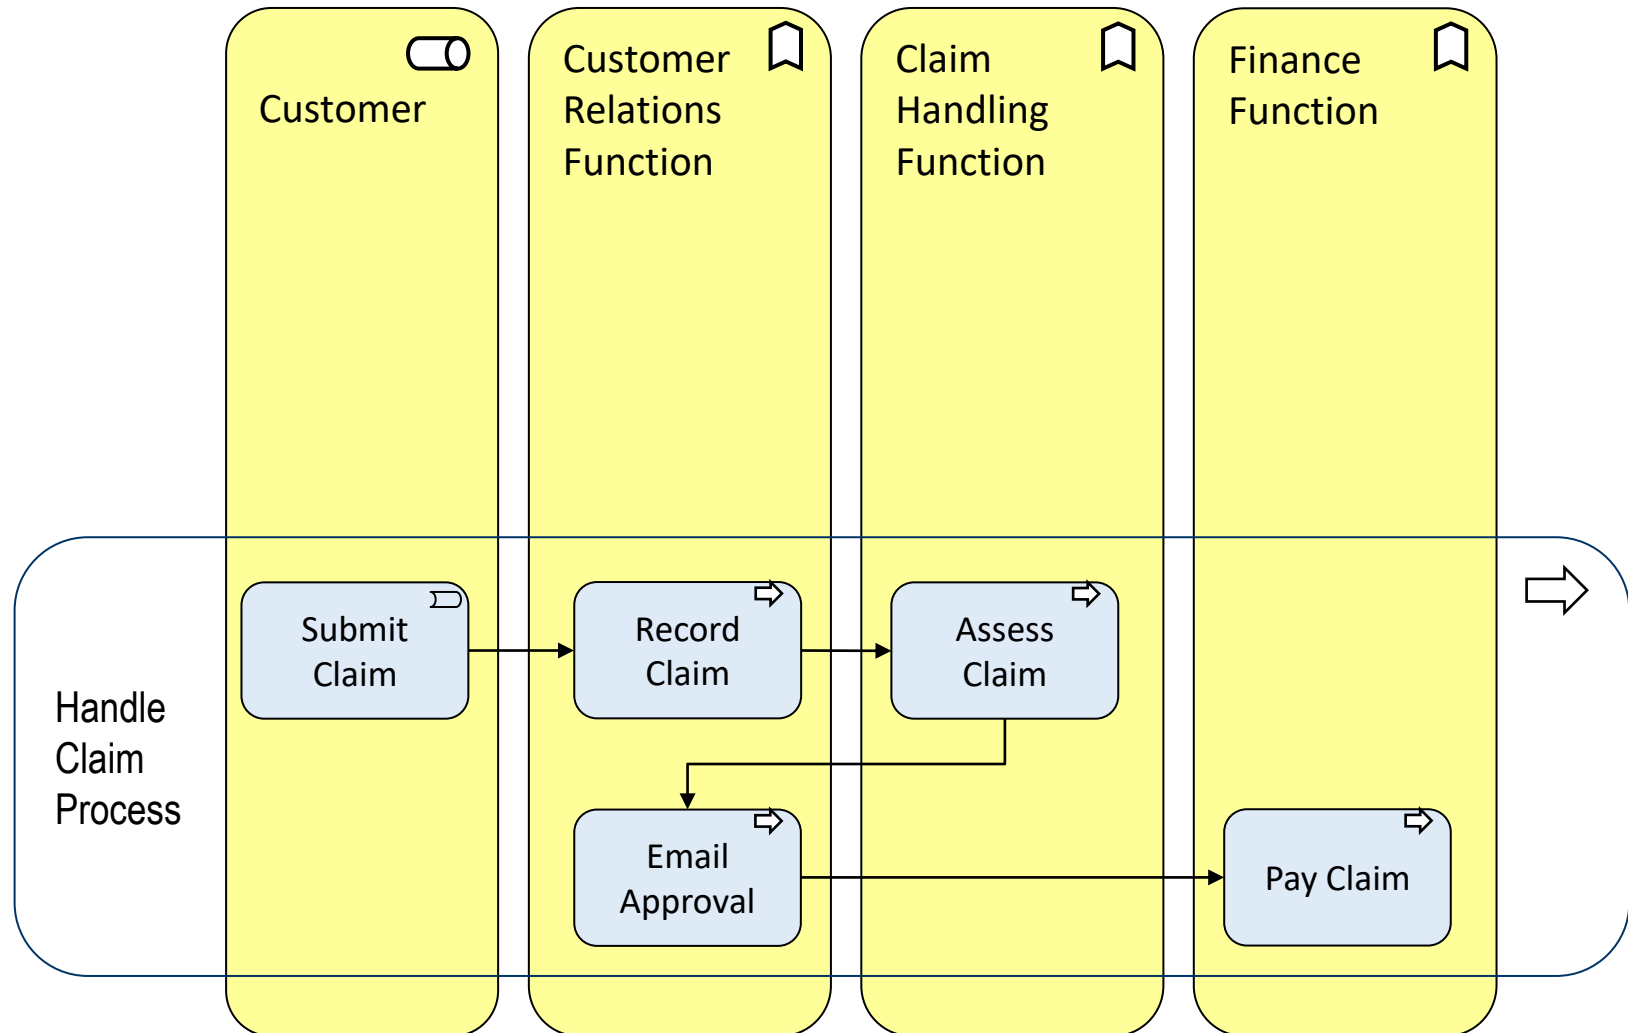 Customer
Customer
Relations
Function
Claim
Handling
Function
Finance
Function
Handle
Claim
Process
Submit
Claim
Record
Claim
Assess
Claim
Email
Approval
Pay Claim